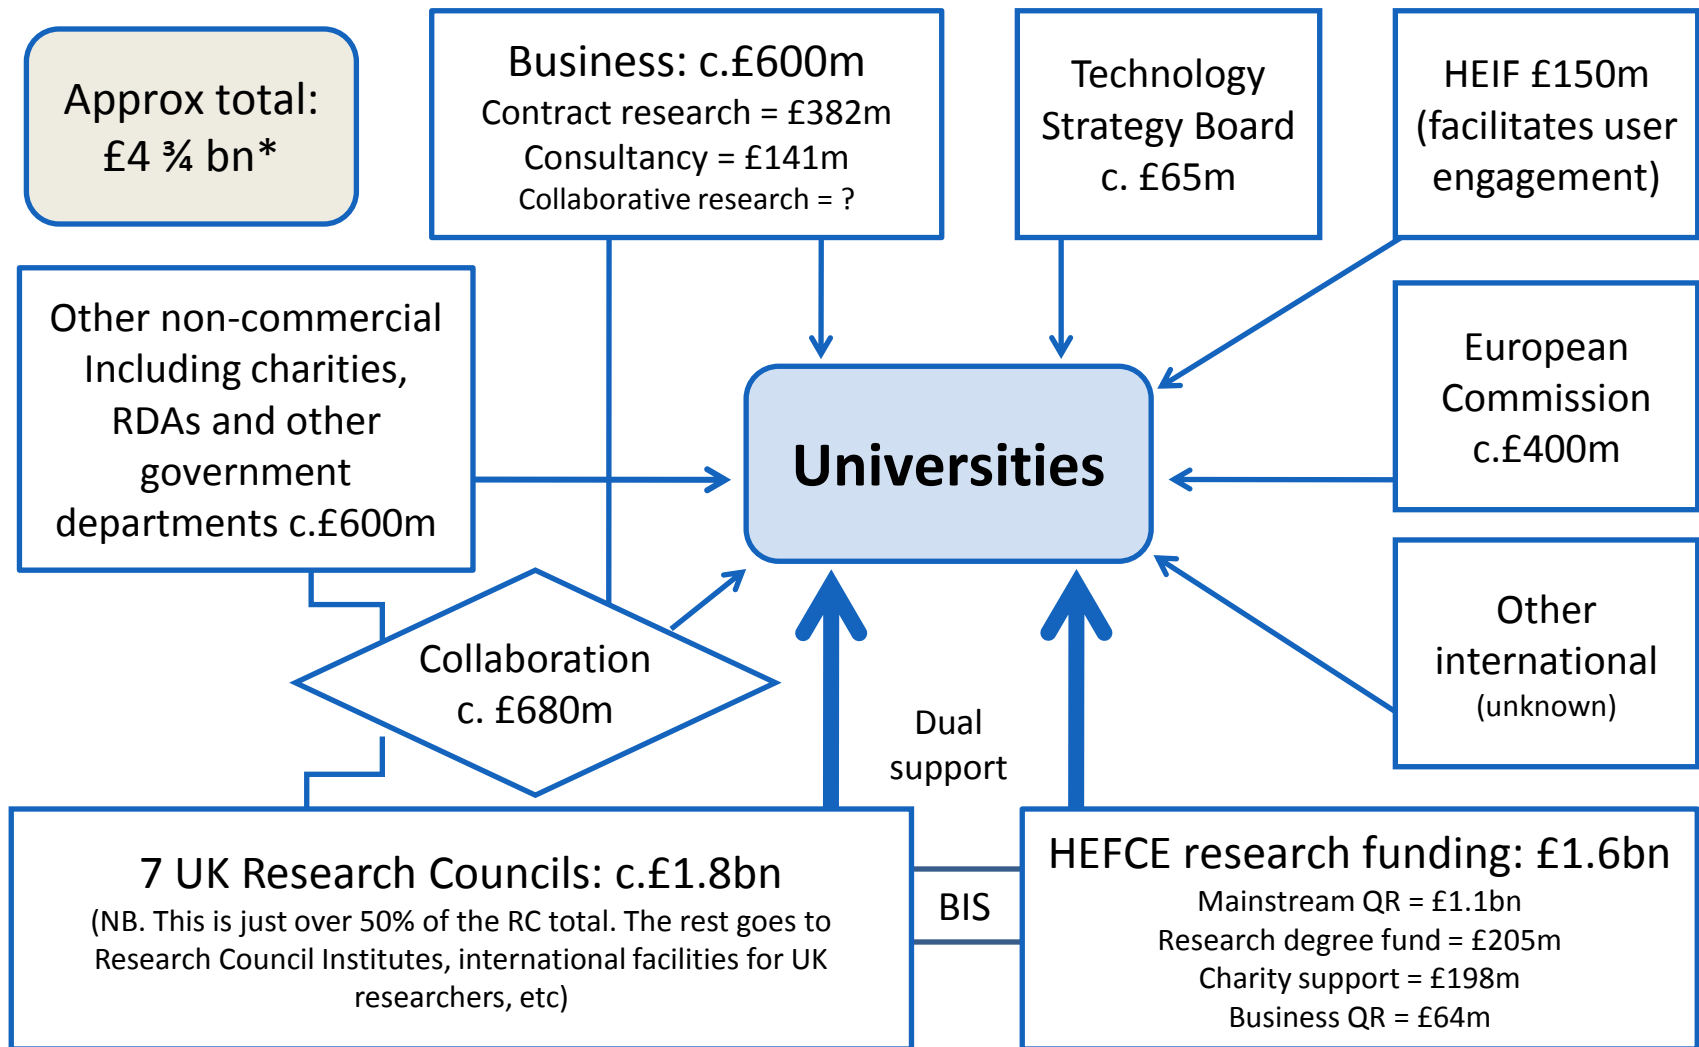 Approx total:
£4 ¾ bn*
Business: c.£600m
Contract research = £382m
Consultancy = £141m
Collaborative research = ?
Technology
Strategy Board
c. £65m
HEIF £150m
(facilitates user
engagement)
Other non-commercial
Including charities,
RDAs and other
government
departments c.£600m
Universities
European
Commission
c.£400m
Other
international
(unknown)
Collaboration
c. £680m
Dual
support
7 UK Research Councils: c.£1.8bn
(NB. This is just over 50% of the RC total. The rest goes to
Research Council Institutes, international facilities for UK
researchers, etc)
BIS
HEFCE research funding: £1.6bn
Mainstream QR = £1.1bn
Research degree fund = £205m
Charity support = £198m
Business QR = £64m